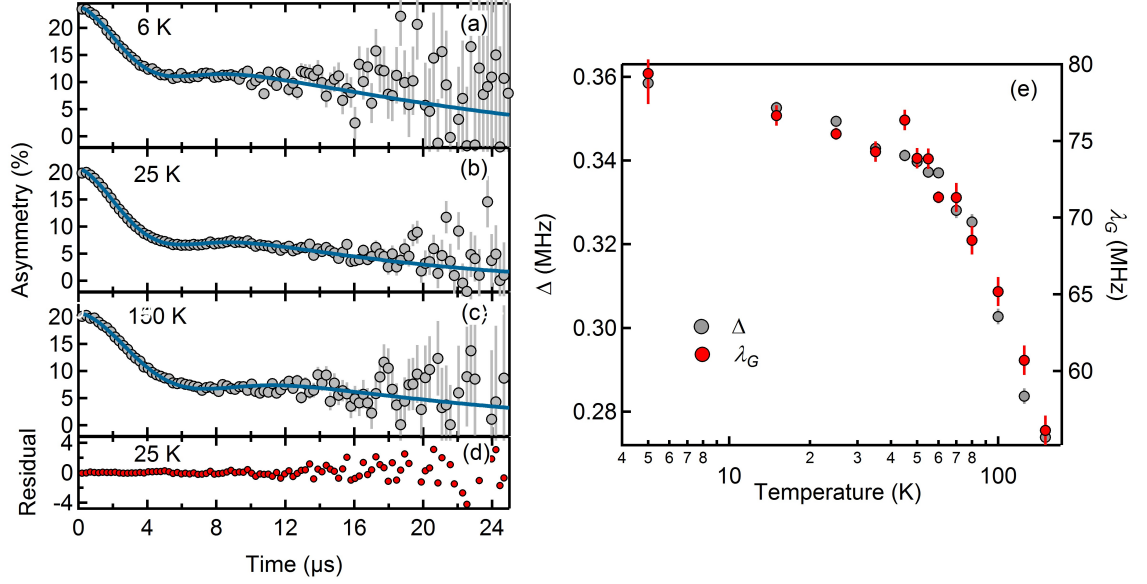 6 K
(a)
20
15
10
5
0
25 K
(b)
20
15
10
5
0
150 K
(c)
20
15
10
5
0
25 K
(d)
4
0
-4
Asymmetry (%)
Residual
0 4 8 12 16 20 24
Time (μs)
(e)
0.36
0.34
0.32
0.30
0.28
Δ (MHz)
80
75
70
65
60
λG (MHz)
Δ
λG
4 5 6 7 8 10 2 3 4 5 6 7 8 100
Temperature (K)